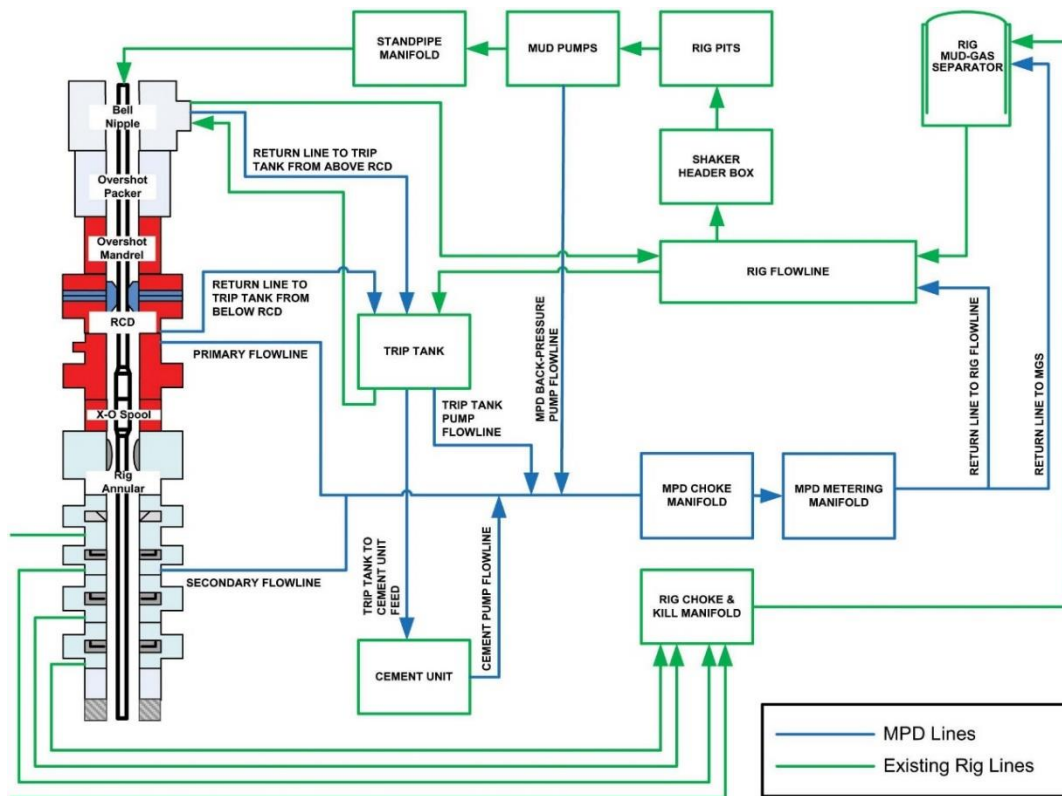 STANDPIPE
MANIFOLD
MUD PUMPS
RIG PITS
RIG
MUD-GAS
SEPARATOR
Bell
Nipple
RETURN LINE TO TRIP
TANK FROM ABOVE RCD
SHAKER
HEADER BOX
Overshot
Packer
Overshot
Mandrel
RIG FLOWLINE
RETURN LINE TO
TRIP TANK FROM
BELOW RCD
RCD
PRIMARY FLOWLINE
TRIP TANK
MPD BACK-PRESSURE
PUMP FLOWLINE
RETURN LINE TO RIG FLOWLINE
RETURN LINE TO MGS
TRIP TANK
PUMP
FLOWLINE
X-O Spool
Rig
Annular
MPD CHOKE
MANIFOLD
MPD METERING
MANIFOLD
SECONDARY FLOWLINE
TRIP TANK TO
CEMENT UNIT
FEED
CEMENT PUMP FLOWLINE
RIG CHOKE &
KILL MANIFOLD
CEMENT UNIT
MPD Lines
Existing Rig Lines